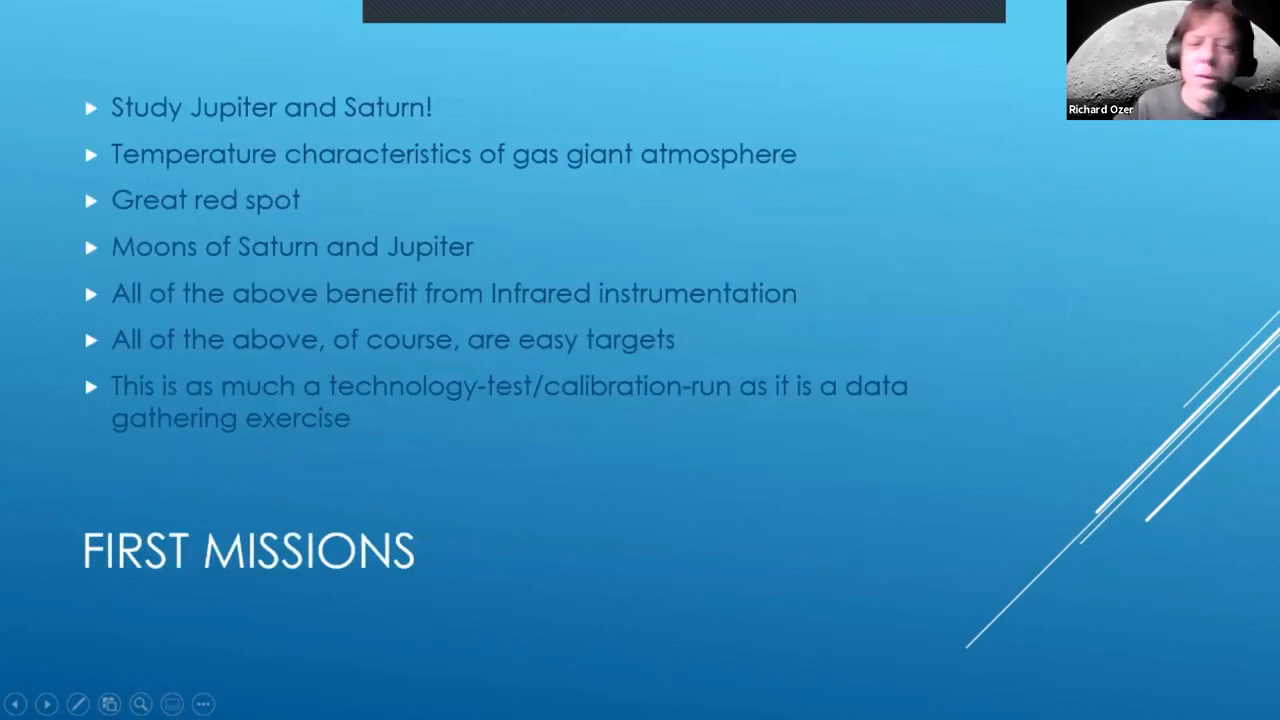 Study Jupiter and Saturn!
Temperature characteristics of gas giant atmosphere
Great red spot
Moons of Saturn and Jupiter
All of the above benefit from Infrared instrumentation
All of the above, of course, are easy targets
This is as much a technology-test/calibration-run as it is a data
gathering exercise
FIRST MISSIONS
Richard Ozer